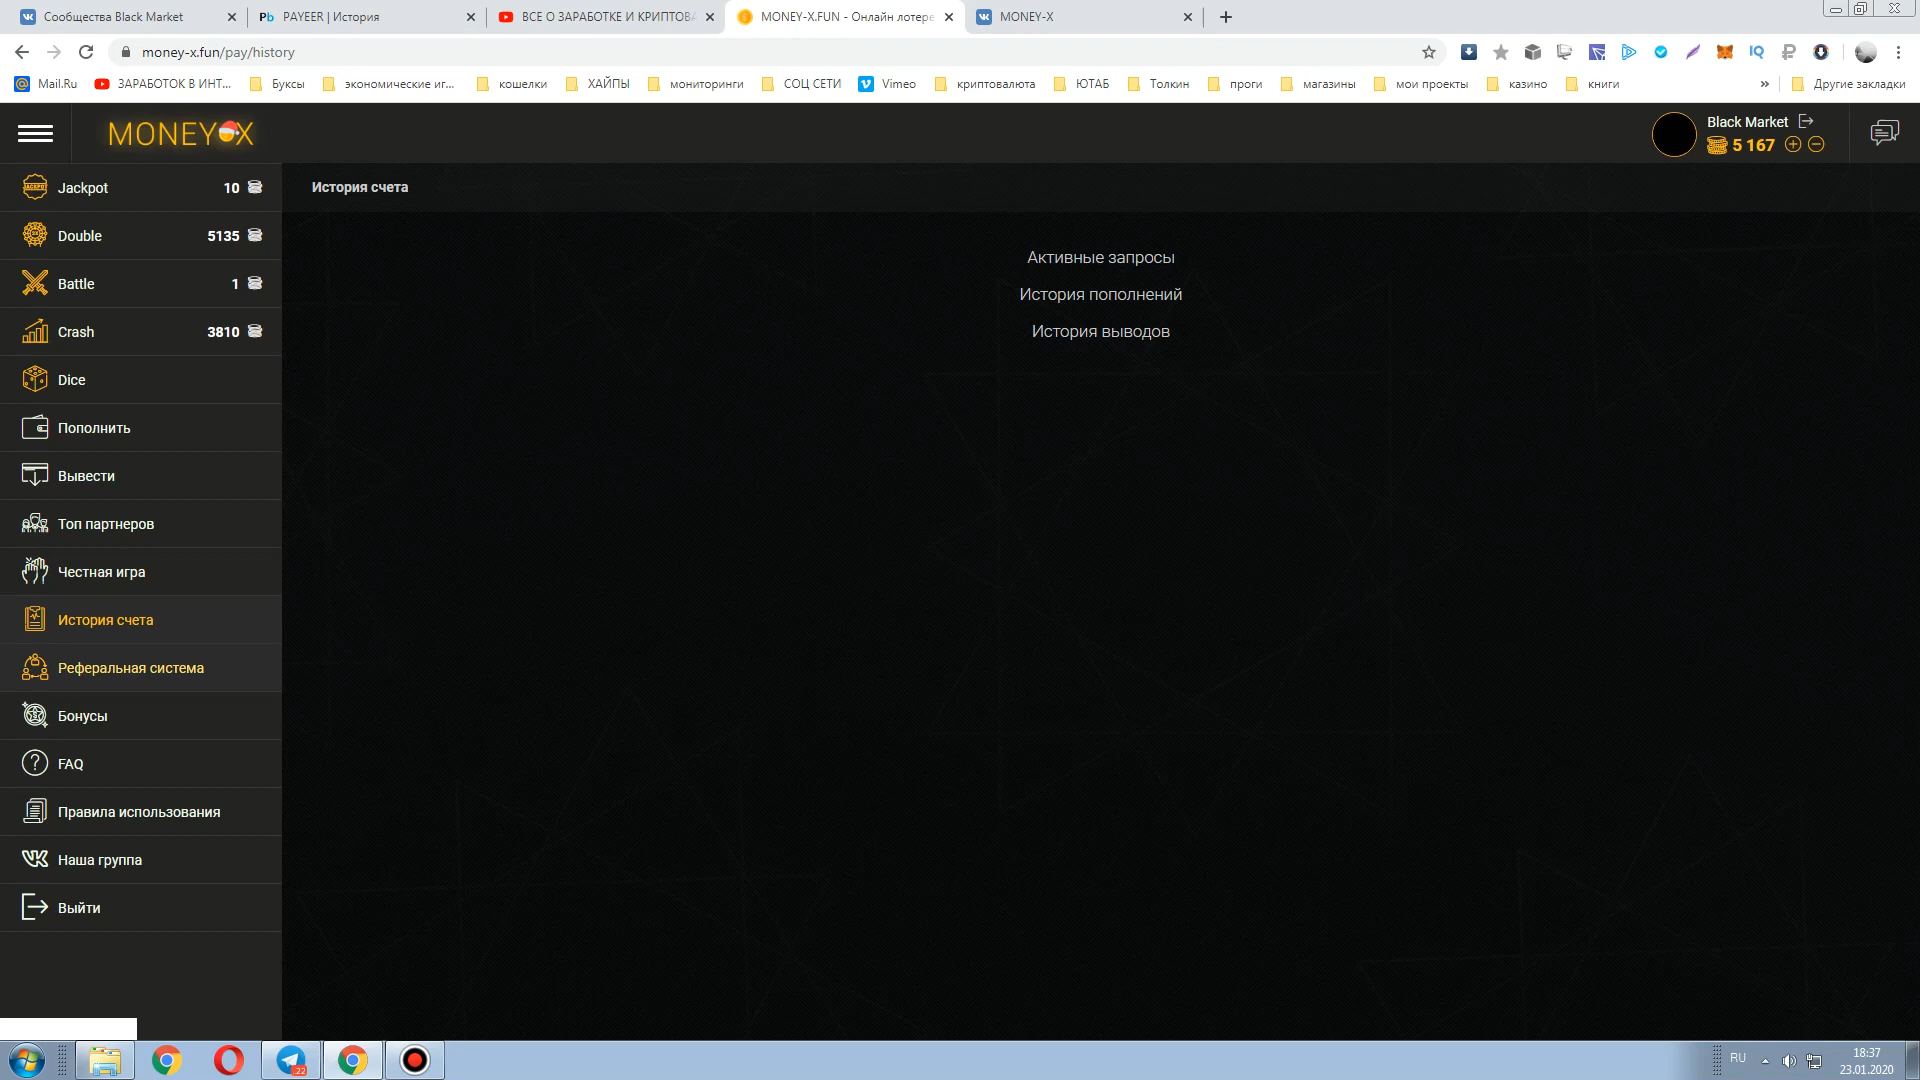 Сообщества Black Market
PAYEER | История
ВСЕ О ЗАРАБОТКЕ И КРИПТОВА
MONEY-X.FUN - Онлайн лотере
MONEY-X
money-x.fun/pay/history
Mail.Ru
ЗАРАБОТОК В ИНТ...
Буксы
экономические иг...
кошелки
ХАЙПЫ
мониторинги
СОЦ СЕТИ
Vimeo
криптовалюта
ЮТАБ
Толкин
проги
магазины
мои проекты
казино
книги
Другие закладки
MONEY X
Black Market
5 167
Jackpot 10
Double 5135
Battle 1
Crash 3810
Dice
Пополнить
Вывести
Топ партнеров
Честная игра
История счета
Реферальная система
Бонусы
FAQ
Правила использования
Наша группа
Выйти
История счета
Активные запросы
История пополнений
История выводов
22
RU
18:37
23.01.2020